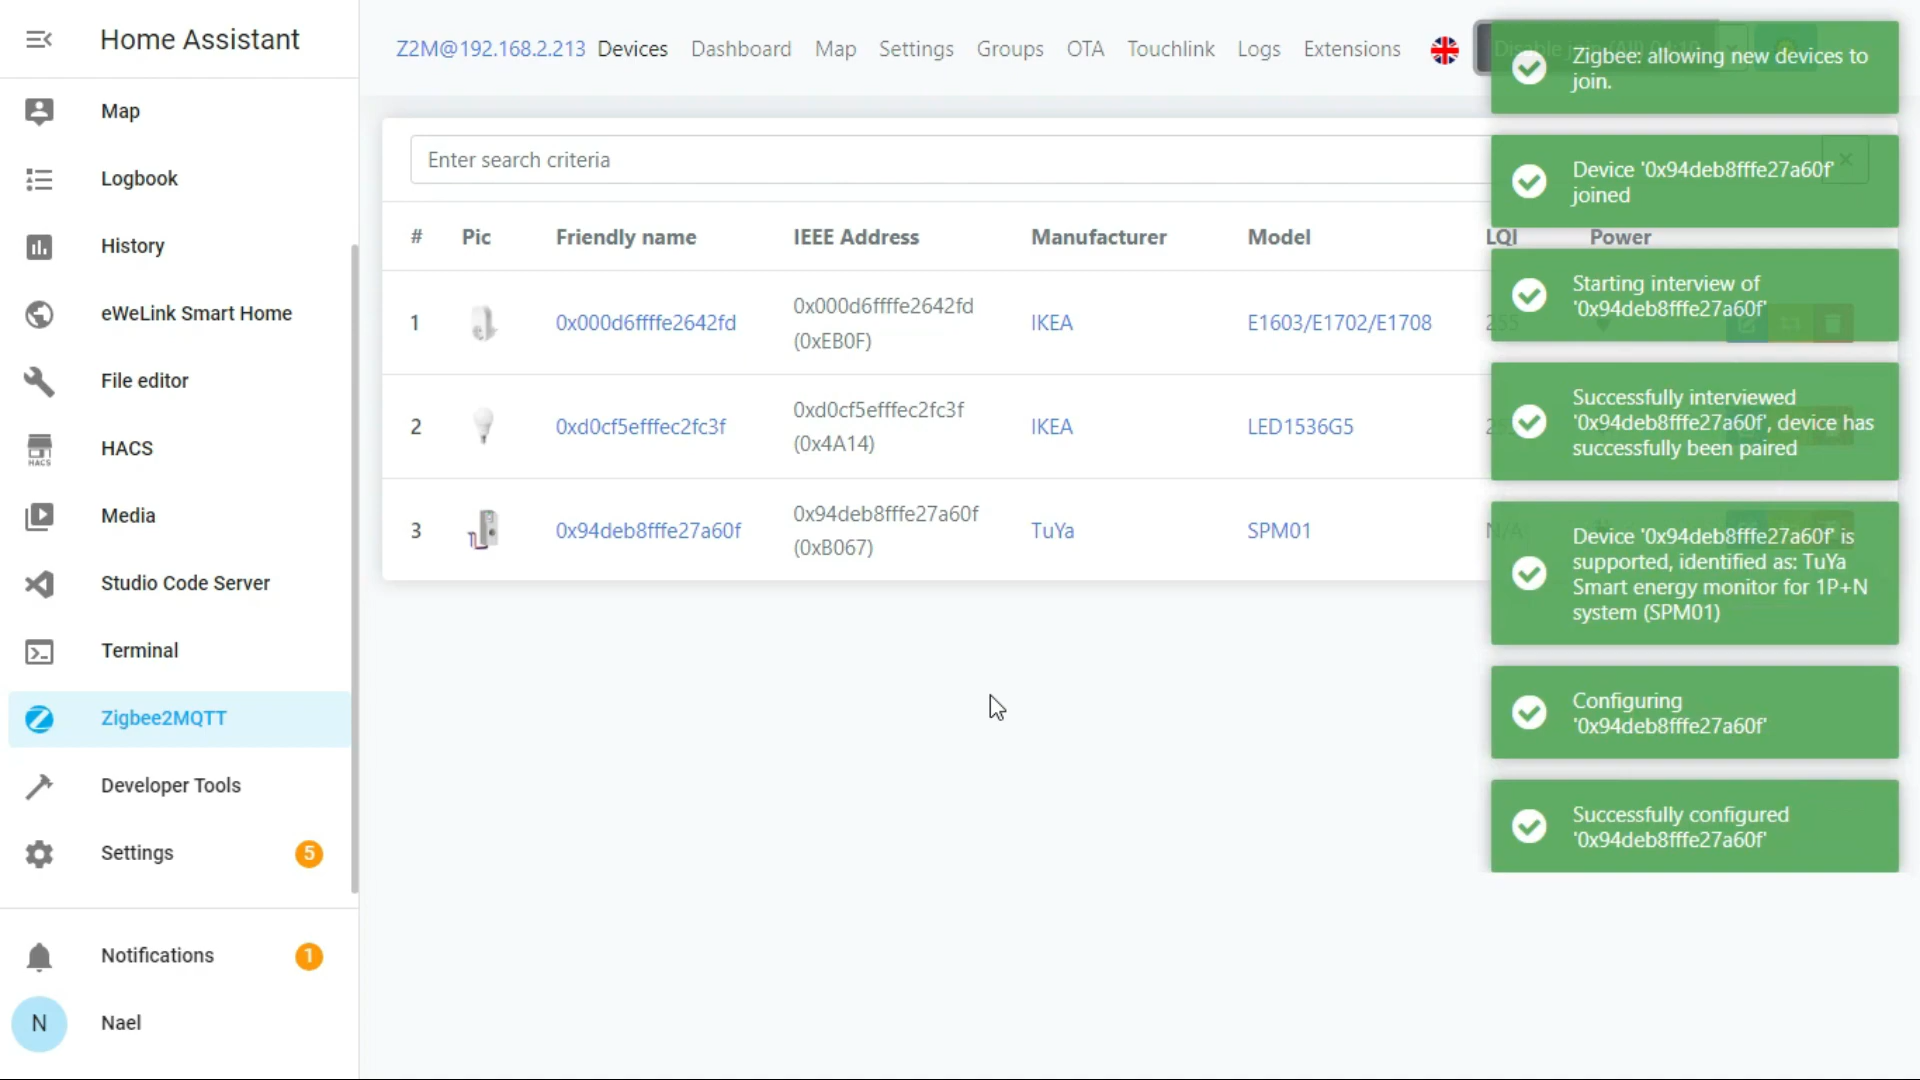 Home Assistant
Map
Logbook
History
eWeLink Smart Home
File editor
HACS
HACS
Media
Studio Code Server
Terminal
Zigbee2MQTT
Developer Tools
Settings 5
Notifications 1
N Nael
Z2M@192.168.2.213 Devices Dashboard Map Settings Groups OTA Touchlink Logs Extensions
Enter search criteria
# Pic Friendly name IEEE Address Manufacturer Model LQI Power
1 0x000d6ffffe2642fd 0x000d6ffffe2642fd IKEA E1603/E1702/E1708 255
(0xEB0F)
2 0xd0cf5efffec2fc3f 0xd0cf5efffec2fc3f IKEA LED1536G5
(0x4A14)
3 0x94deb8fffe27a60f 0x94deb8fffe27a60f TuYa SPM01 N/A
(0xB067)
Zigbee: allowing new devices to
join.
Device '0x94deb8fffe27a60f'
joined
Starting interview of
'0x94deb8fffe27a60f'
Successfully interviewed
'0x94deb8fffe27a60f', device has
successfully been paired
Device '0x94deb8fffe27a60f' is
supported, identified as: TuYa
Smart energy monitor for 1P+N
system (SPM01)
Configuring
'0x94deb8fffe27a60f'
Successfully configured
'0x94deb8fffe27a60f'